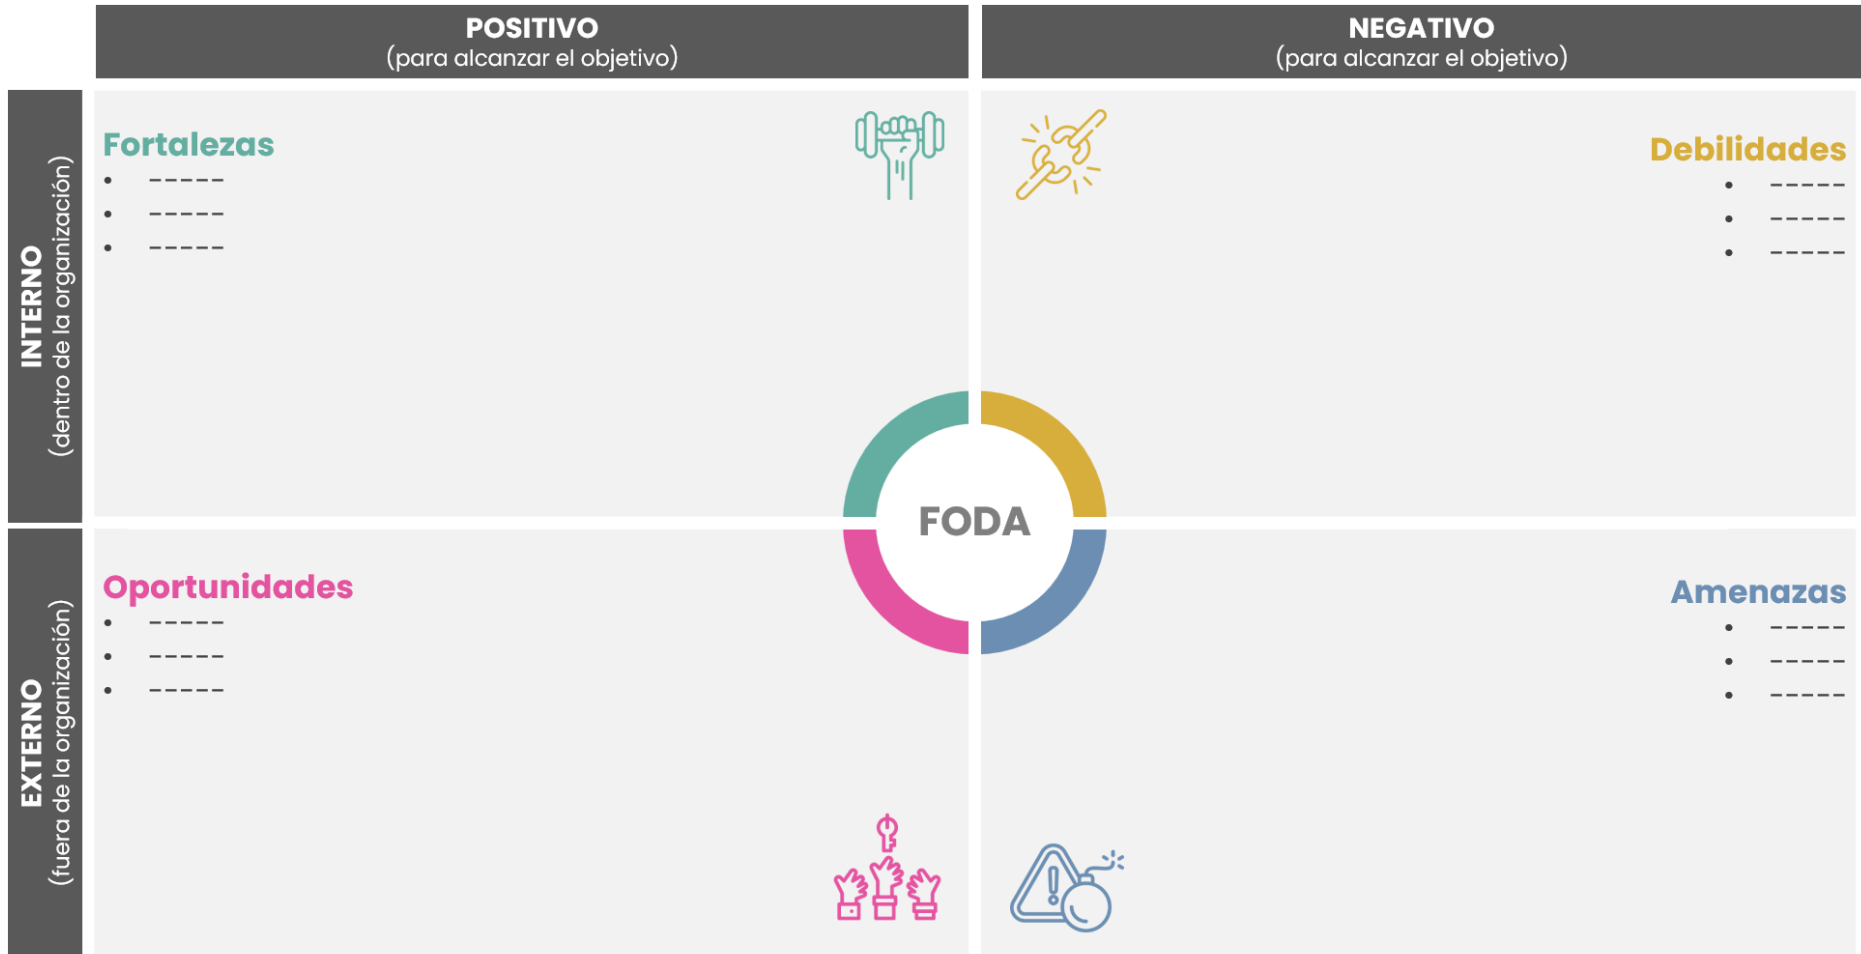 POSITIVO
(para alcanzar el objetivo)
NEGATIVO
(para alcanzar el objetivo)
INTERNO
(dentro de la organización)
Fortalezas
• -----
• -----
• -----
Debilidades
• -----
• -----
• -----
FODA
EXTERNO
(fuera de la organización)
Oportunidades
• -----
• -----
• -----
Amenazas
• -----
• -----
• -----